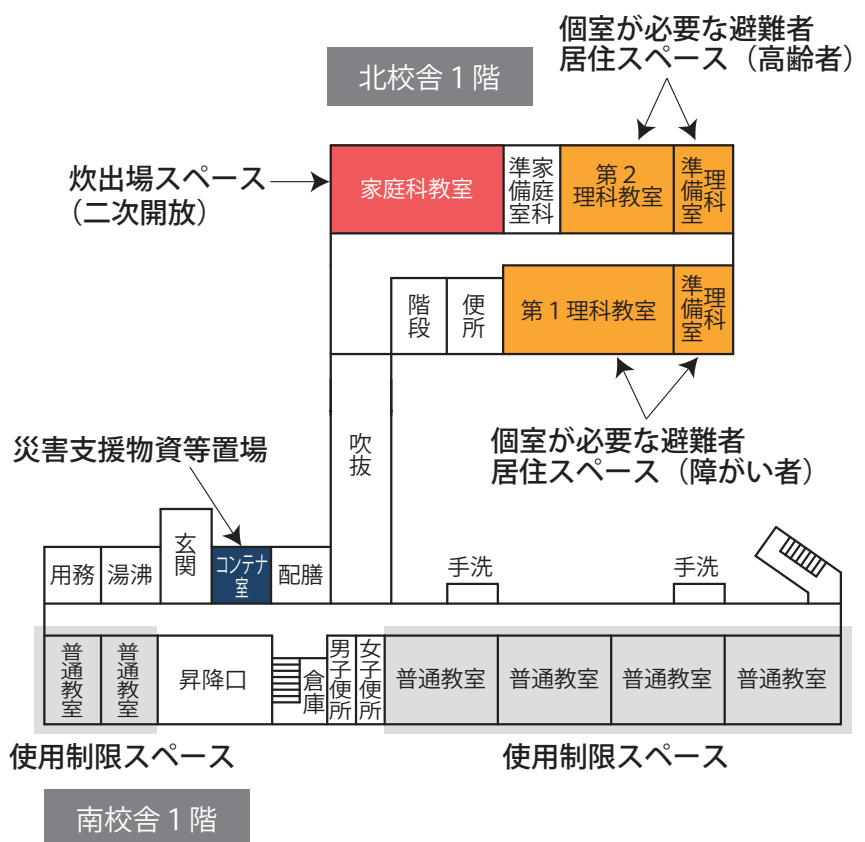 個室が必要な避難者
居住スペース（高齢者）
北校舎１階
炊出場スペース
（二次開放）
家庭科教室
家庭科
準備室
第２
理科教室
理科
準備室
階段
便所
第１理科教室
理科
準備室
個室が必要な避難者
居住スペース（障がい者）
吹抜
災害支援物資等置場
用務
湯沸
玄関
コンテナ
室
配膳
手洗
手洗
普通教室
普通教室
昇降口
倉庫
男子便所
女子便所
普通教室
普通教室
普通教室
普通教室
使用制限スペース
使用制限スペース
南校舎１階